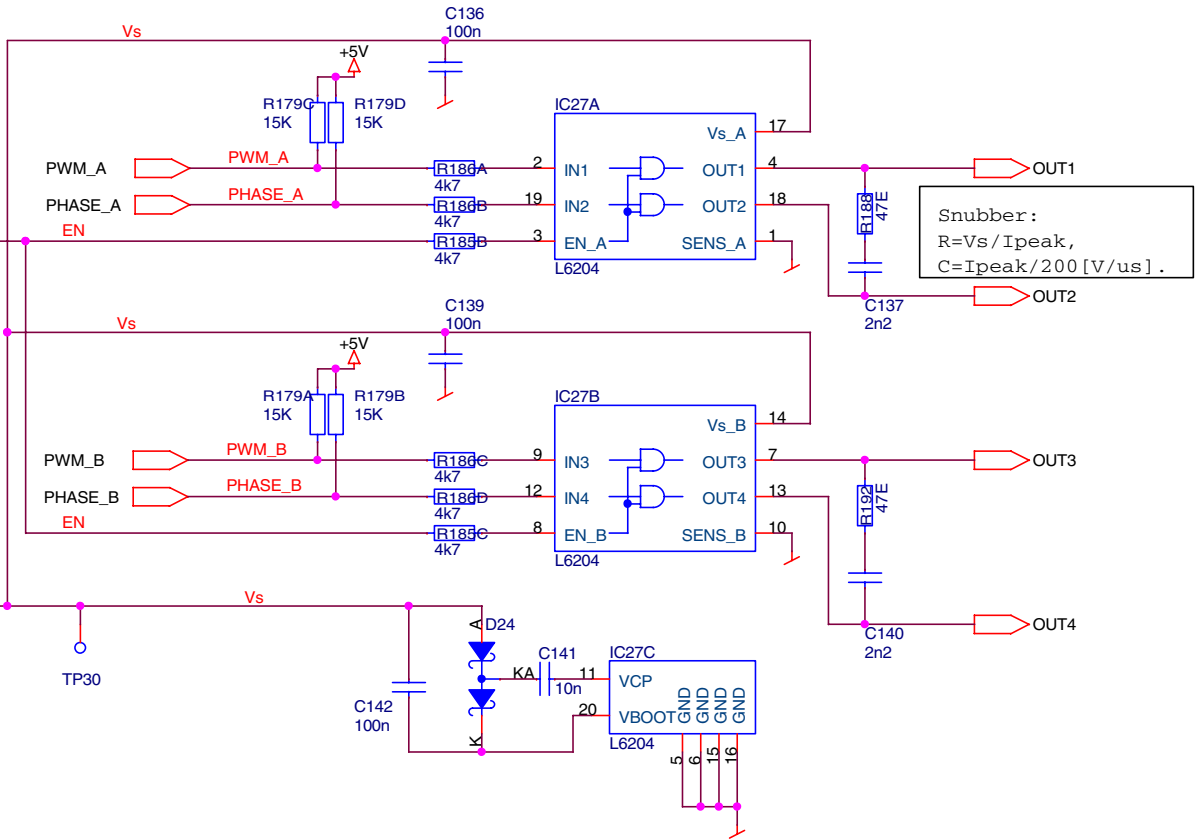 C136
100n
Vs
+5V
R179C
15K
R179D
15K
IC27A
Vs_A
17
PWM_A
PWM_A
R186A
4k7
2
IN1
OUT1
4
OUT1
PHASE_A
PHASE_A
R186B
4k7
19
IN2
OUT2
18
R188
47E
EN
R185B
4k7
3
EN_A
SENS_A
1
L6204
Snubber:
R=Vs/Ipeak,
C=Ipeak/200[V/us].
OUT2
C137
2n2
C139
100n
Vs
+5V
R179A
15K
R179B
15K
IC27B
Vs_B
14
PWM_B
PWM_B
R186C
4k7
9
IN3
OUT3
7
OUT3
PHASE_B
PHASE_B
R186D
4k7
12
IN4
OUT4
13
R192
47E
EN
R185C
4k7
8
EN_B
SENS_B
10
L6204
OUT4
C140
2n2
Vs
TP30
A
D24
C142
100n
KA
C141
10n
K
IC27C
11
VCP
20
VBOOT
GND
GND
GND
GND
L6204
5
6
15
16